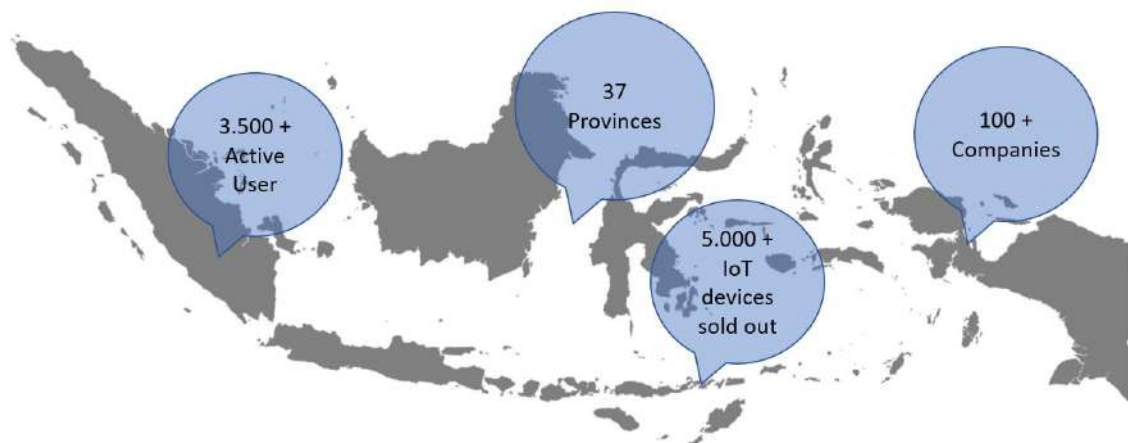 3.500 +
Active
User
37
Provinces
100 +
Companies
5.000 +
IoT
devices
sold out